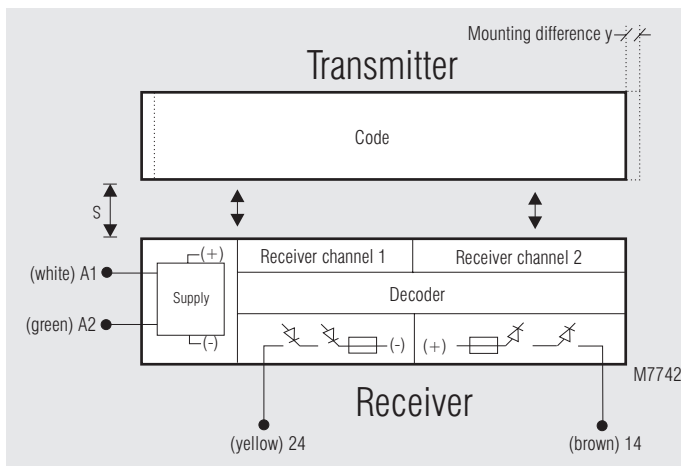 Mounting difference y
Transmitter
Code
S
(+)
Receiver channel 1
Receiver channel 2
(white) A1
Supply
Decoder
(green) A2
(-)
(-)
(+)
M7742
Receiver
(yellow) 24
(brown) 14